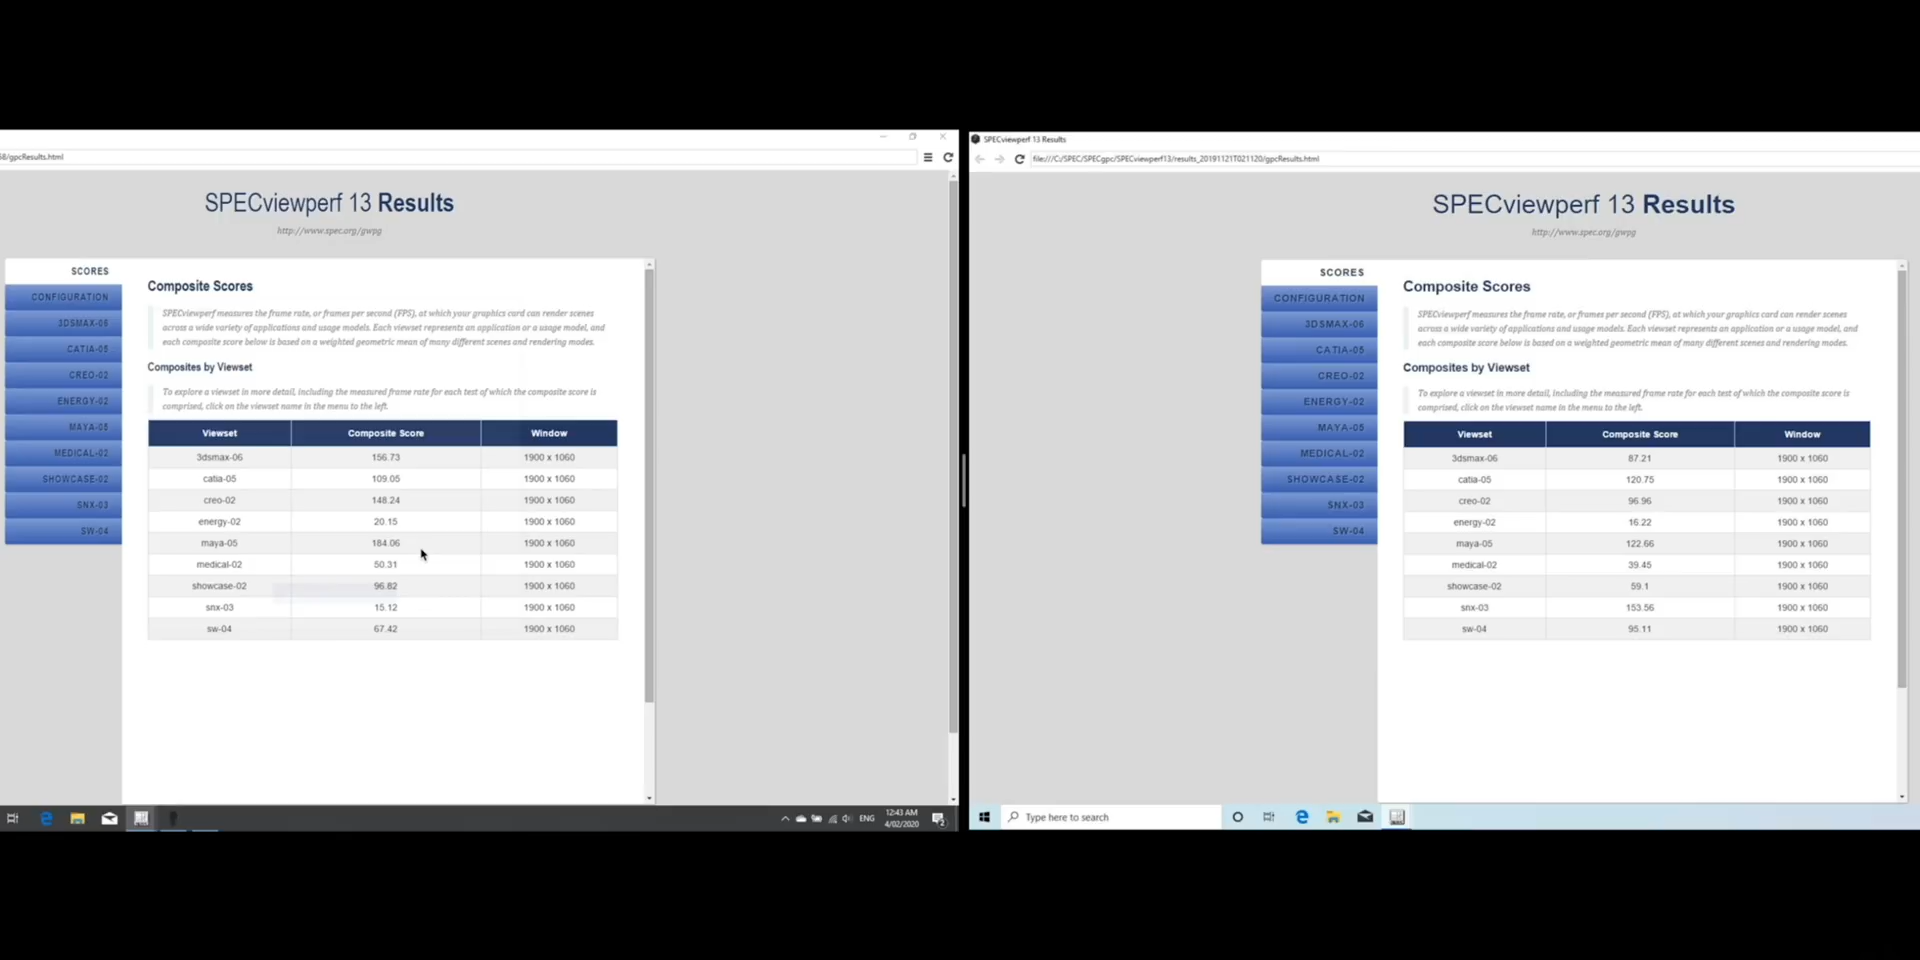 58/gpcResults.html
SPECviewperf 13 Results
http://www.spec.org/gwpg
SCORES
CONFIGURATION
3DSMAX-06
CATIA-05
CREO-02
ENERGY-02
MAYA-05
MEDICAL-02
SHOWCASE-02
SNX-03
SW-04
Composite Scores
SPECviewperf measures the frame rate, or frames per second (FPS), at which your graphics card can render scenes
across a wide variety of applications and usage models. Each viewset represents an application or a usage model, and
each composite score below is based on a weighted geometric mean of many different scenes and rendering modes.
Composites by Viewset
To explore a viewset in more detail, including the measured frame rate for each test of which the composite score is
comprised, click on the viewset name in the menu to the left.
Viewset Composite Score Window
3dsmax-06 156.73 1900 x 1060
catia-05 109.05 1900 x 1060
creo-02 148.24 1900 x 1060
energy-02 20.15 1900 x 1060
maya-05 184.06 1900 x 1060
medical-02 50.31 1900 x 1060
showcase-02 96.82 1900 x 1060
snx-03 15.12 1900 x 1060
sw-04 67.42 1900 x 1060
ENG
12:43 AM
4/02/2020
SPECviewperf 13 Results
file:///C:/SPEC/SPECgpc/SPECviewperf13/results_20191121T021120/gpcResults.html
SPECviewperf 13 Results
http://www.spec.org/gwpg
SCORES
CONFIGURATION
3DSMAX-06
CATIA-05
CREO-02
ENERGY-02
MAYA-05
MEDICAL-02
SHOWCASE-02
SNX-03
SW-04
Composite Scores
SPECviewperf measures the frame rate, or frames per second (FPS), at which your graphics card can render scenes
across a wide variety of applications and usage models. Each viewset represents an application or a usage model, and
each composite score below is based on a weighted geometric mean of many different scenes and rendering modes.
Composites by Viewset
To explore a viewset in more detail, including the measured frame rate for each test of which the composite score is
comprised, click on the viewset name in the menu to the left.
Viewset Composite Score Window
3dsmax-06 87.21 1900 x 1060
catia-05 120.75 1900 x 1060
creo-02 96.96 1900 x 1060
energy-02 16.22 1900 x 1060
maya-05 122.66 1900 x 1060
medical-02 39.45 1900 x 1060
showcase-02 59.1 1900 x 1060
snx-03 153.56 1900 x 1060
sw-04 95.11 1900 x 1060
Type here to search